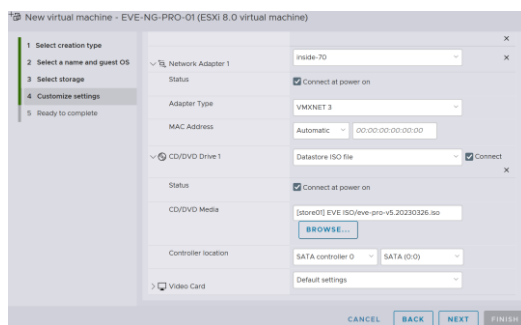 New virtual machine - EVE-NG-PRO-01 (ESXi 8.0 virtual machine)
1 Select creation type
2 Select a name and guest OS
3 Select storage
4 Customize settings
5 Ready to complete
Network Adapter 1
inside-70
Status
Connect at power on
Adapter Type
VMXNET 3
MAC Address
Automatic
00:00:00:00:00:00
CD/DVD Drive 1
Datastore ISO file
Connect
Status
Connect at power on
CD/DVD Media
[store01] EVE ISO/eve-pro-v5.20230326.iso
BROWSE...
Controller location
SATA controller 0
SATA (0:0)
Video Card
Default settings
CANCEL
BACK
NEXT
FINISH